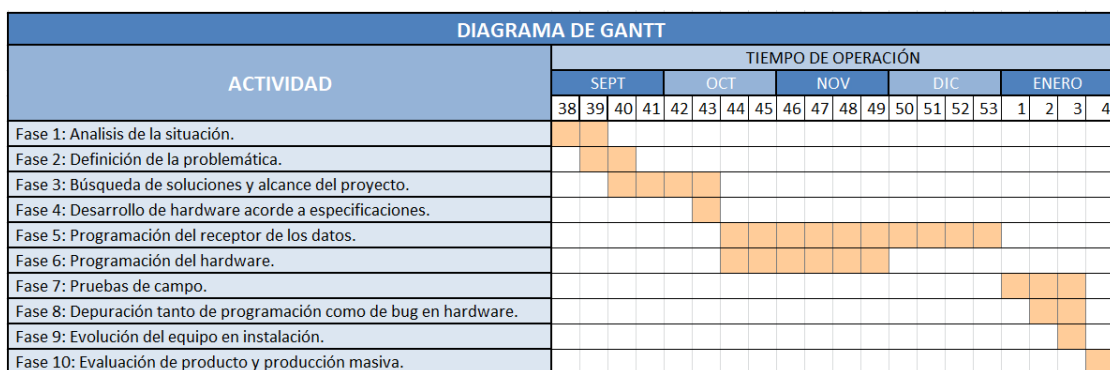 DIAGRAMA DE GANTT
ACTIVIDAD
TIEMPO DE OPERACIÓN
SEPT OCT NOV DIC ENERO
38 39 40 41 42 43 44 45 46 47 48 49 50 51 52 53 1 2 3 4
Fase 1: Analisis de la situación.
Fase 2: Definición de la problemática.
Fase 3: Búsqueda de soluciones y alcance del proyecto.
Fase 4: Desarrollo de hardware acorde a especificaciones.
Fase 5: Programación del receptor de los datos.
Fase 6: Programación del hardware.
Fase 7: Pruebas de campo.
Fase 8: Depuración tanto de programación como de bug en hardware.
Fase 9: Evolución del equipo en instalación.
Fase 10: Evaluación de producto y producción masiva.